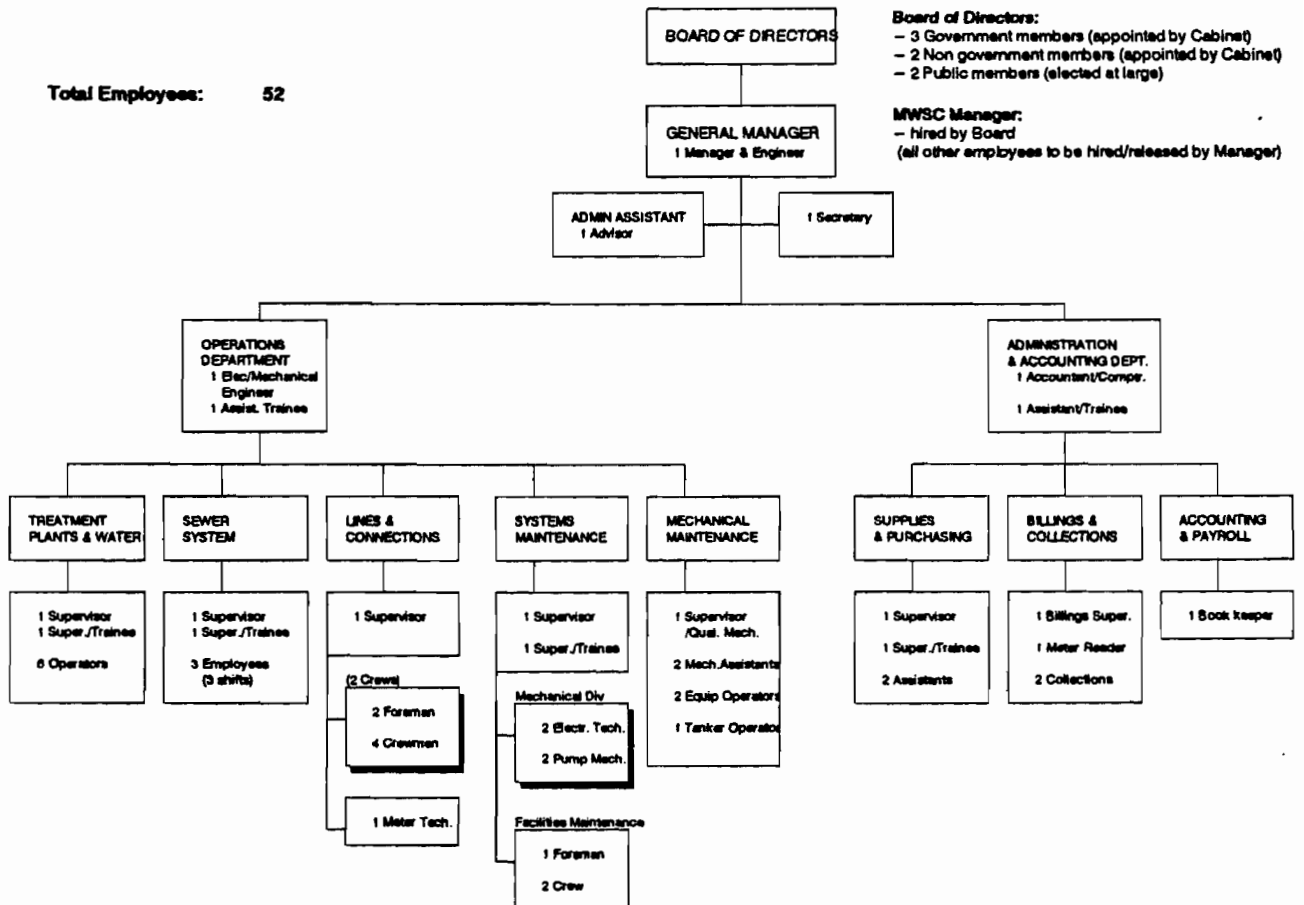 BOARD OF DIRECTORS
Board of Directors:
– 3 Government members (appointed by Cabinet)
– 2 Non government members (appointed by Cabinet)
– 2 Public members (elected at large)
Total Employees: 52
MWSC Manager:
– hired by Board
(all other employees to be hired/released by Manager)
GENERAL MANAGER
1 Manager & Engineer
ADMIN ASSISTANT
1 Advisor
1 Secretary
OPERATIONS
DEPARTMENT
1 Elec/Mechanical
Engineer
1 Assist. Trainee
ADMINISTRATION
& ACCOUNTING DEPT.
1 Accountant/Comptr.
1 Assistant/Trainee
TREATMENT
PLANTS & WATER
1 Supervisor
1 Super./Trainee
6 Operators
SEWER
SYSTEM
1 Supervisor
1 Super./Trainee
3 Employees
(3 shifts)
LINES &
CONNECTIONS
1 Supervisor
(2 Crews)
2 Foreman
4 Crewman
1 Meter Tech.
SYSTEMS
MAINTENANCE
1 Supervisor
1 Super./Trainee
Mechanical Div
2 Electr. Tech.
2 Pump Mech.
Facilities Maintenance
1 Foreman
2 Crew
MECHANICAL
MAINTENANCE
1 Supervisor
/Qual. Mech.
2 Mech.Assistants
2 Equip Operators
1 Tanker Operator
SUPPLIES
& PURCHASING
1 Supervisor
1 Super./Trainee
2 Assistants
BILLINGS &
COLLECTIONS
1 Billings Super.
1 Meter Reader
2 Collections
ACCOUNTING
& PAYROLL
1 Book keeper